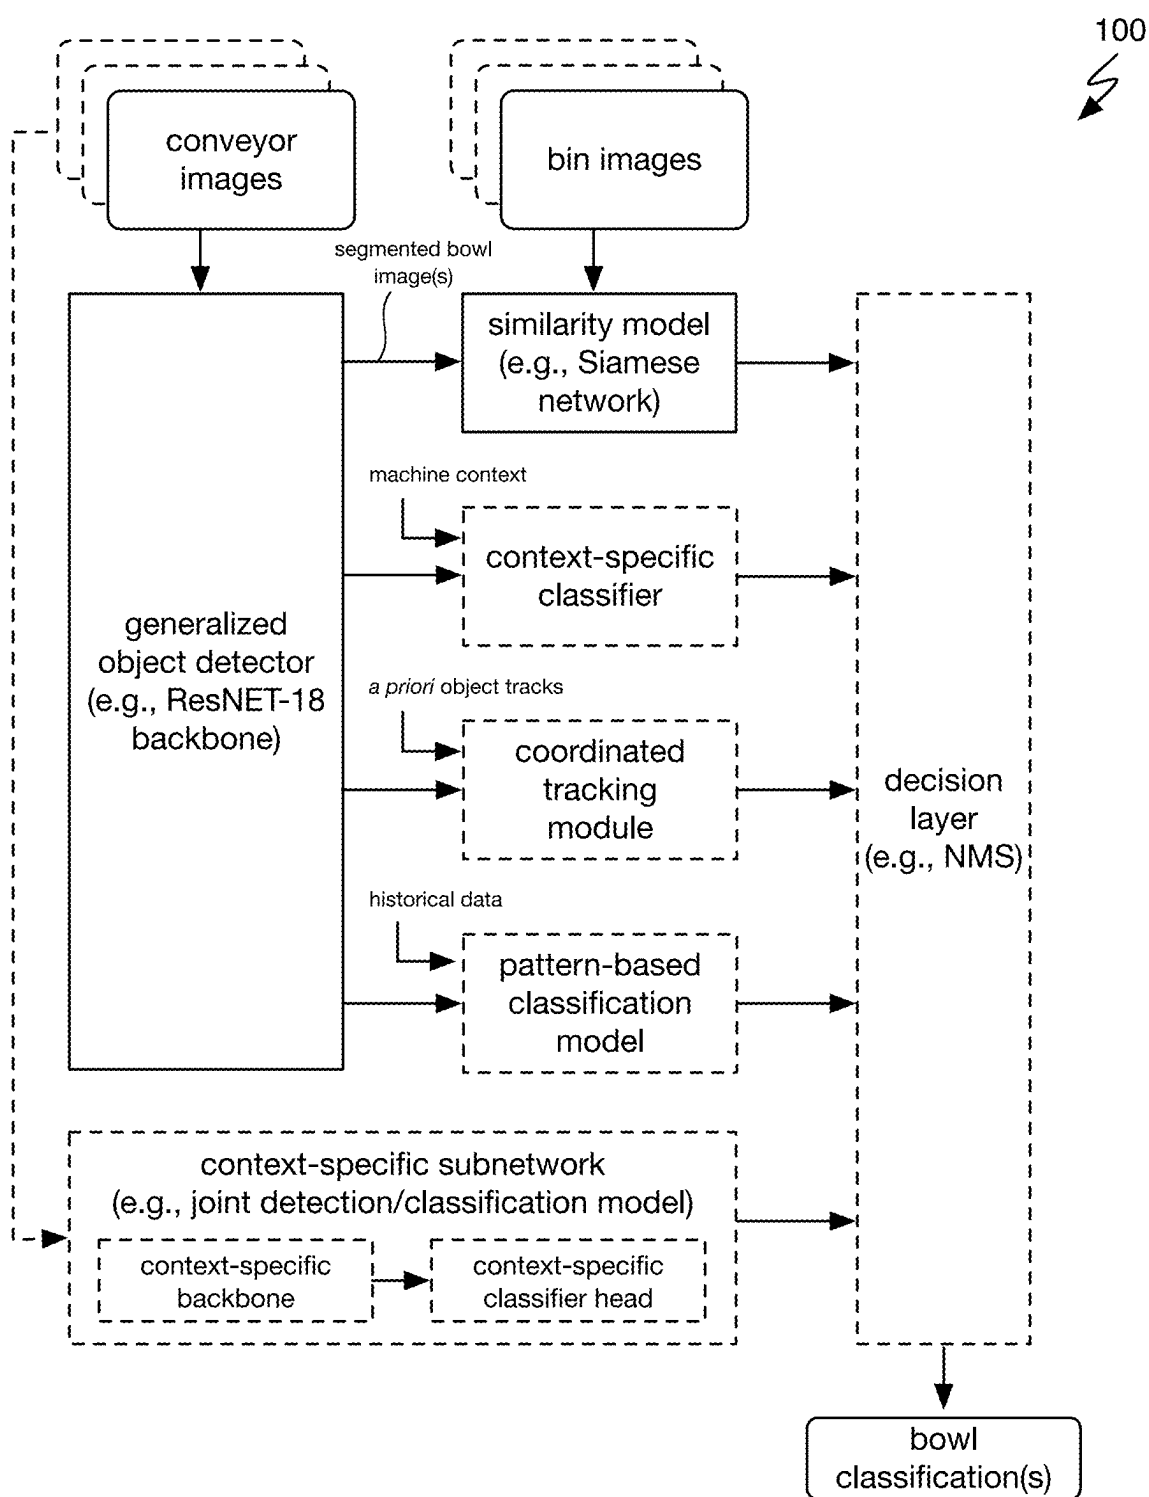 100
conveyor
images
bin images
segmented bowl
image(s)
similarity model
(e.g., Siamese
network)
machine context
context-specific
classifier
generalized
object detector
(e.g., ResNET-18
backbone)
a priori object tracks
coordinated
tracking
module
decision
layer
(e.g., NMS)
historical data
pattern-based
classification
model
context-specific subnetwork
(e.g., joint detection/classification model)
context-specific
backbone
context-specific
classifier head
bowl
classification(s)